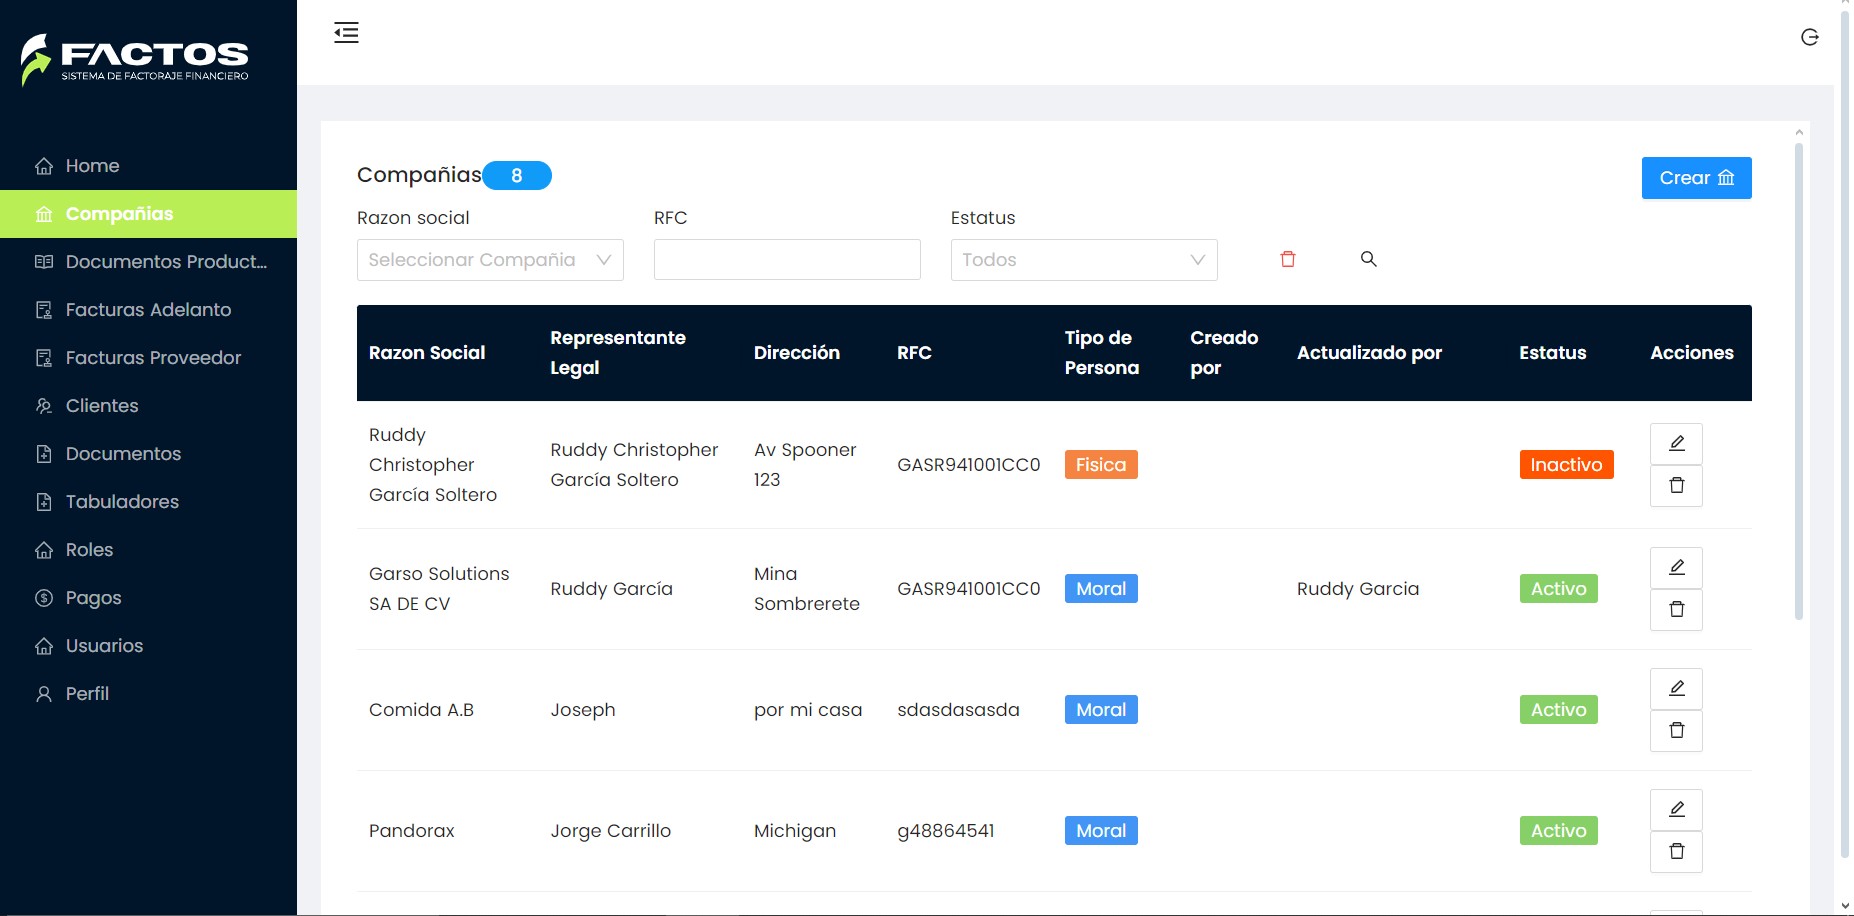 FACTOS
SISTEMA DE FACTORAJE FINANCIERO
Home
Compañias
Documentos Product...
Facturas Adelanto
Facturas Proveedor
Clientes
Documentos
Tabuladores
Roles
Pagos
Usuarios
Perfil
Compañias 8
Crear
Razon social RFC Estatus
Seleccionar Compañia Todos
Razon Social Representante Legal Dirección RFC Tipo de Persona Creado por Actualizado por Estatus Acciones
Ruddy Christopher García Soltero Ruddy Christopher García Soltero Av Spooner 123 GASR941001CC0 Fisica Inactivo
Garso Solutions SA DE CV Ruddy García Mina Sombrerete GASR941001CC0 Moral Ruddy Garcia Activo
Comida A.B Joseph por mi casa sdasdasasda Moral Activo
Pandorax Jorge Carrillo Michigan g48864541 Moral Activo